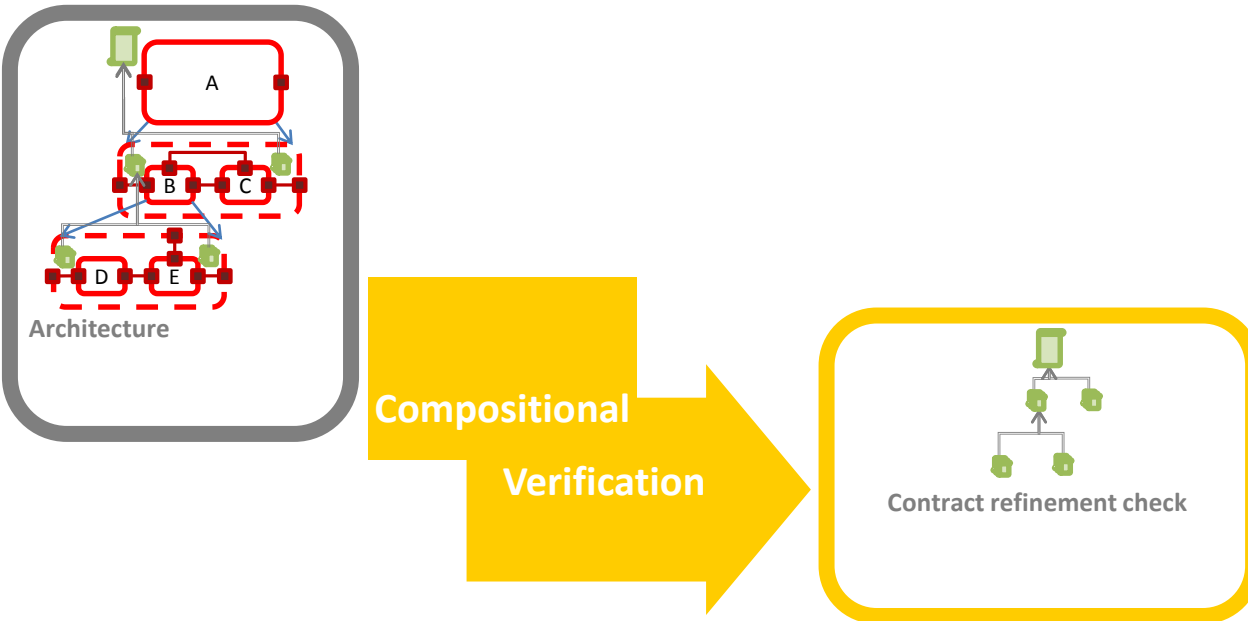 A
B
C
D
E
Architecture
Compositional
Verification
Contract refinement check